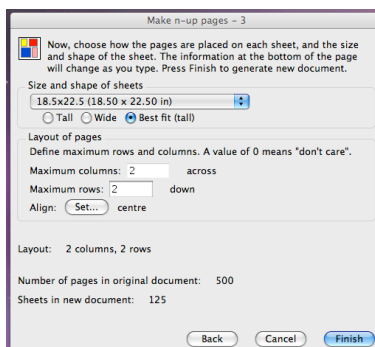 Make n-up pages - 3
Now, choose how the pages are placed on each sheet, and the size
and shape of the sheet. The information at the bottom of the page
will change as you type. Press Finish to generate new document.
Size and shape of sheets
18.5x22.5 (18.50 x 22.50 in)
Tall Wide Best fit (tall)
Layout of pages
Define maximum rows and columns. A value of 0 means "don't care".
Maximum columns: 2 across
Maximum rows: 2 down
Align: Set... centre
Layout: 2 columns, 2 rows
Number of pages in original document: 500
Sheets in new document: 125
Back Cancel Finish